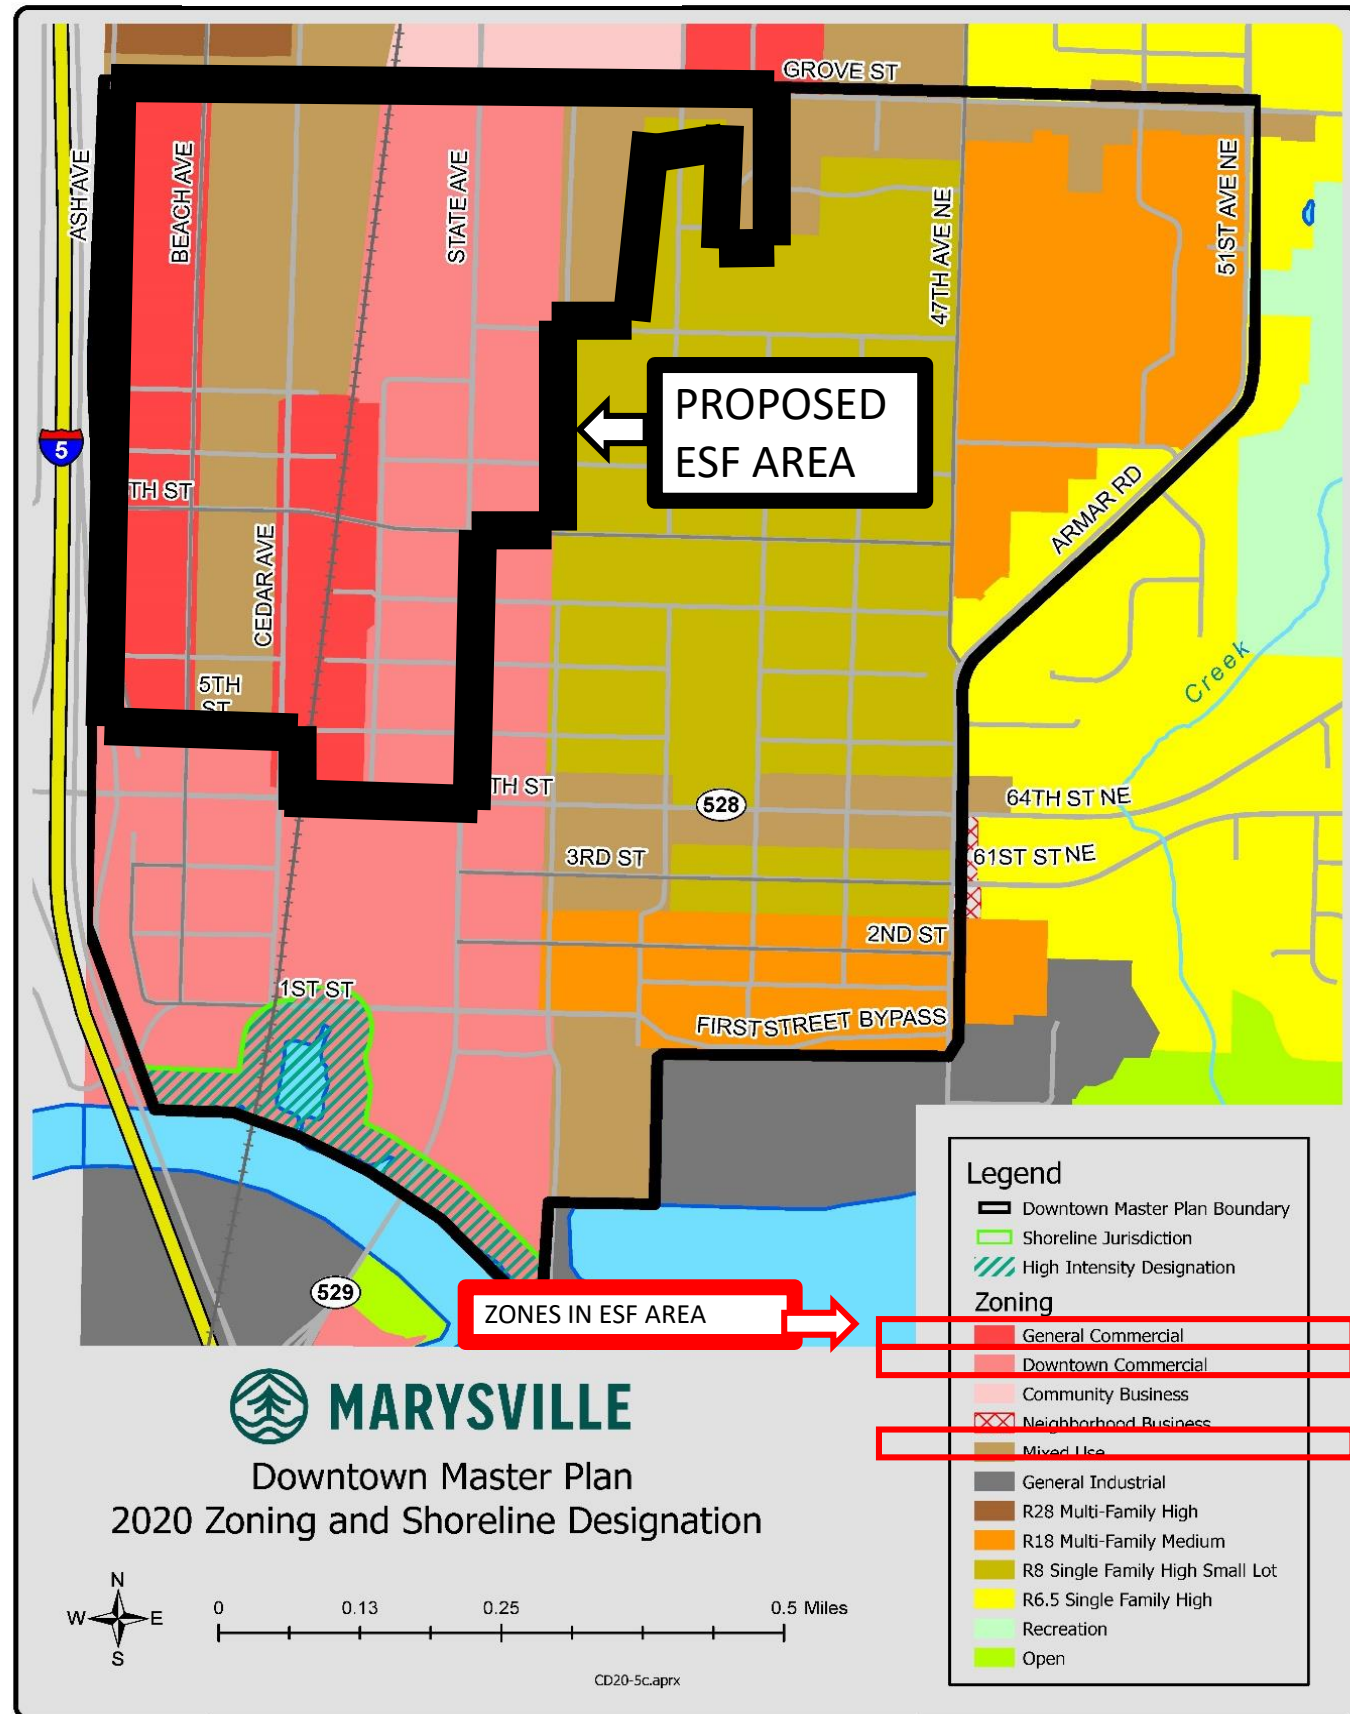 GROVE ST
ASH AVE
BEACH AVE
STATE AVE
47TH AVE NE
51ST AVE NE
PROPOSED
ESF AREA
5
TH ST
CEDAR AVE
ARMAR RD
5TH
ST
Creek
TH ST
528
64TH ST NE
3RD ST
61ST ST NE
2ND ST
1ST ST
FIRST STREET BYPASS
529
ZONES IN ESF AREA
Legend
Downtown Master Plan Boundary
Shoreline Jurisdiction
High Intensity Designation
Zoning
General Commercial
Downtown Commercial
Community Business
Neighborhood Business
Mixed Use
General Industrial
R28 Multi-Family High
R18 Multi-Family Medium
R8 Single Family High Small Lot
R6.5 Single Family High
Recreation
Open
MARYSVILLE
Downtown Master Plan
2020 Zoning and Shoreline Designation
N
W E
S
0 0.13 0.25 0.5 Miles
CD20-5c.aprx